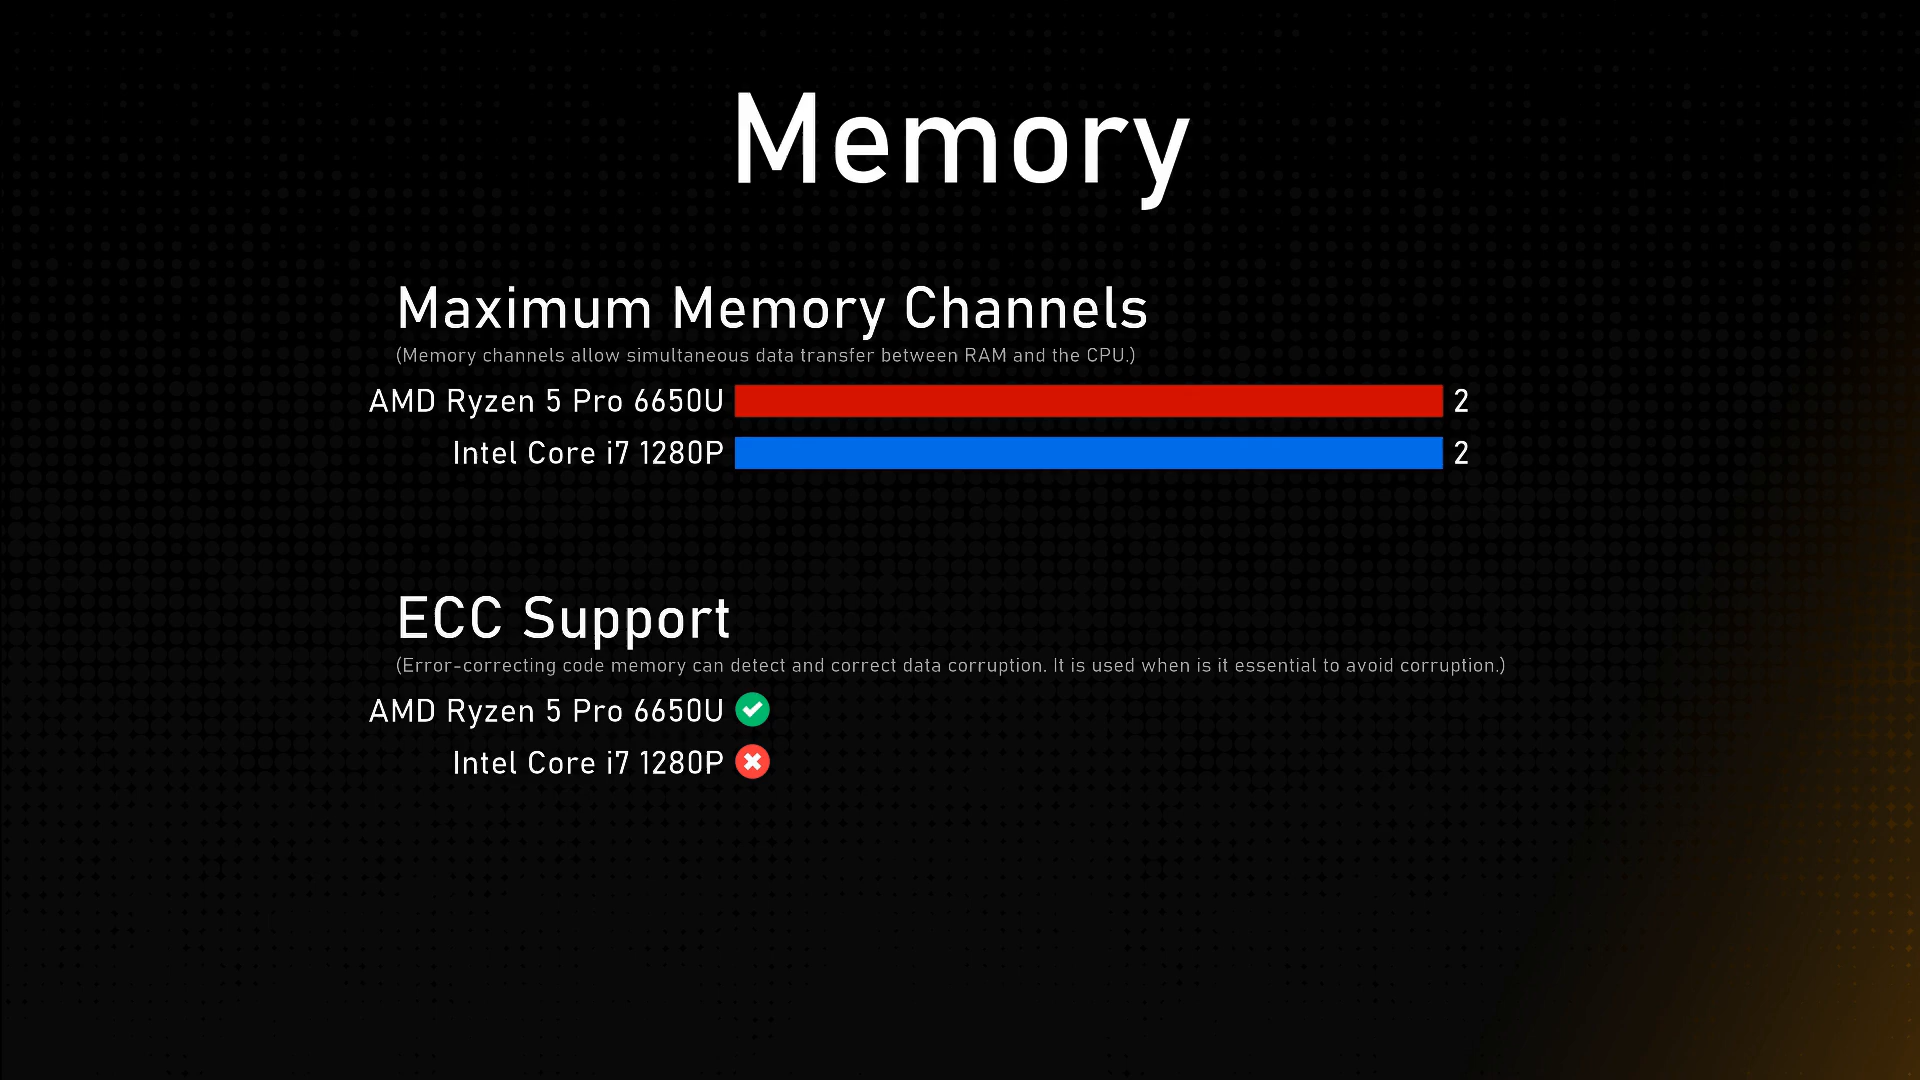 Memory
Maximum Memory Channels
(Memory channels allow simultaneous data transfer between RAM and the CPU.)
AMD Ryzen 5 Pro 6650U 2
Intel Core i7 1280P 2
ECC Support
(Error-correcting code memory can detect and correct data corruption. It is used when is it essential to avoid corruption.)
AMD Ryzen 5 Pro 6650U
Intel Core i7 1280P